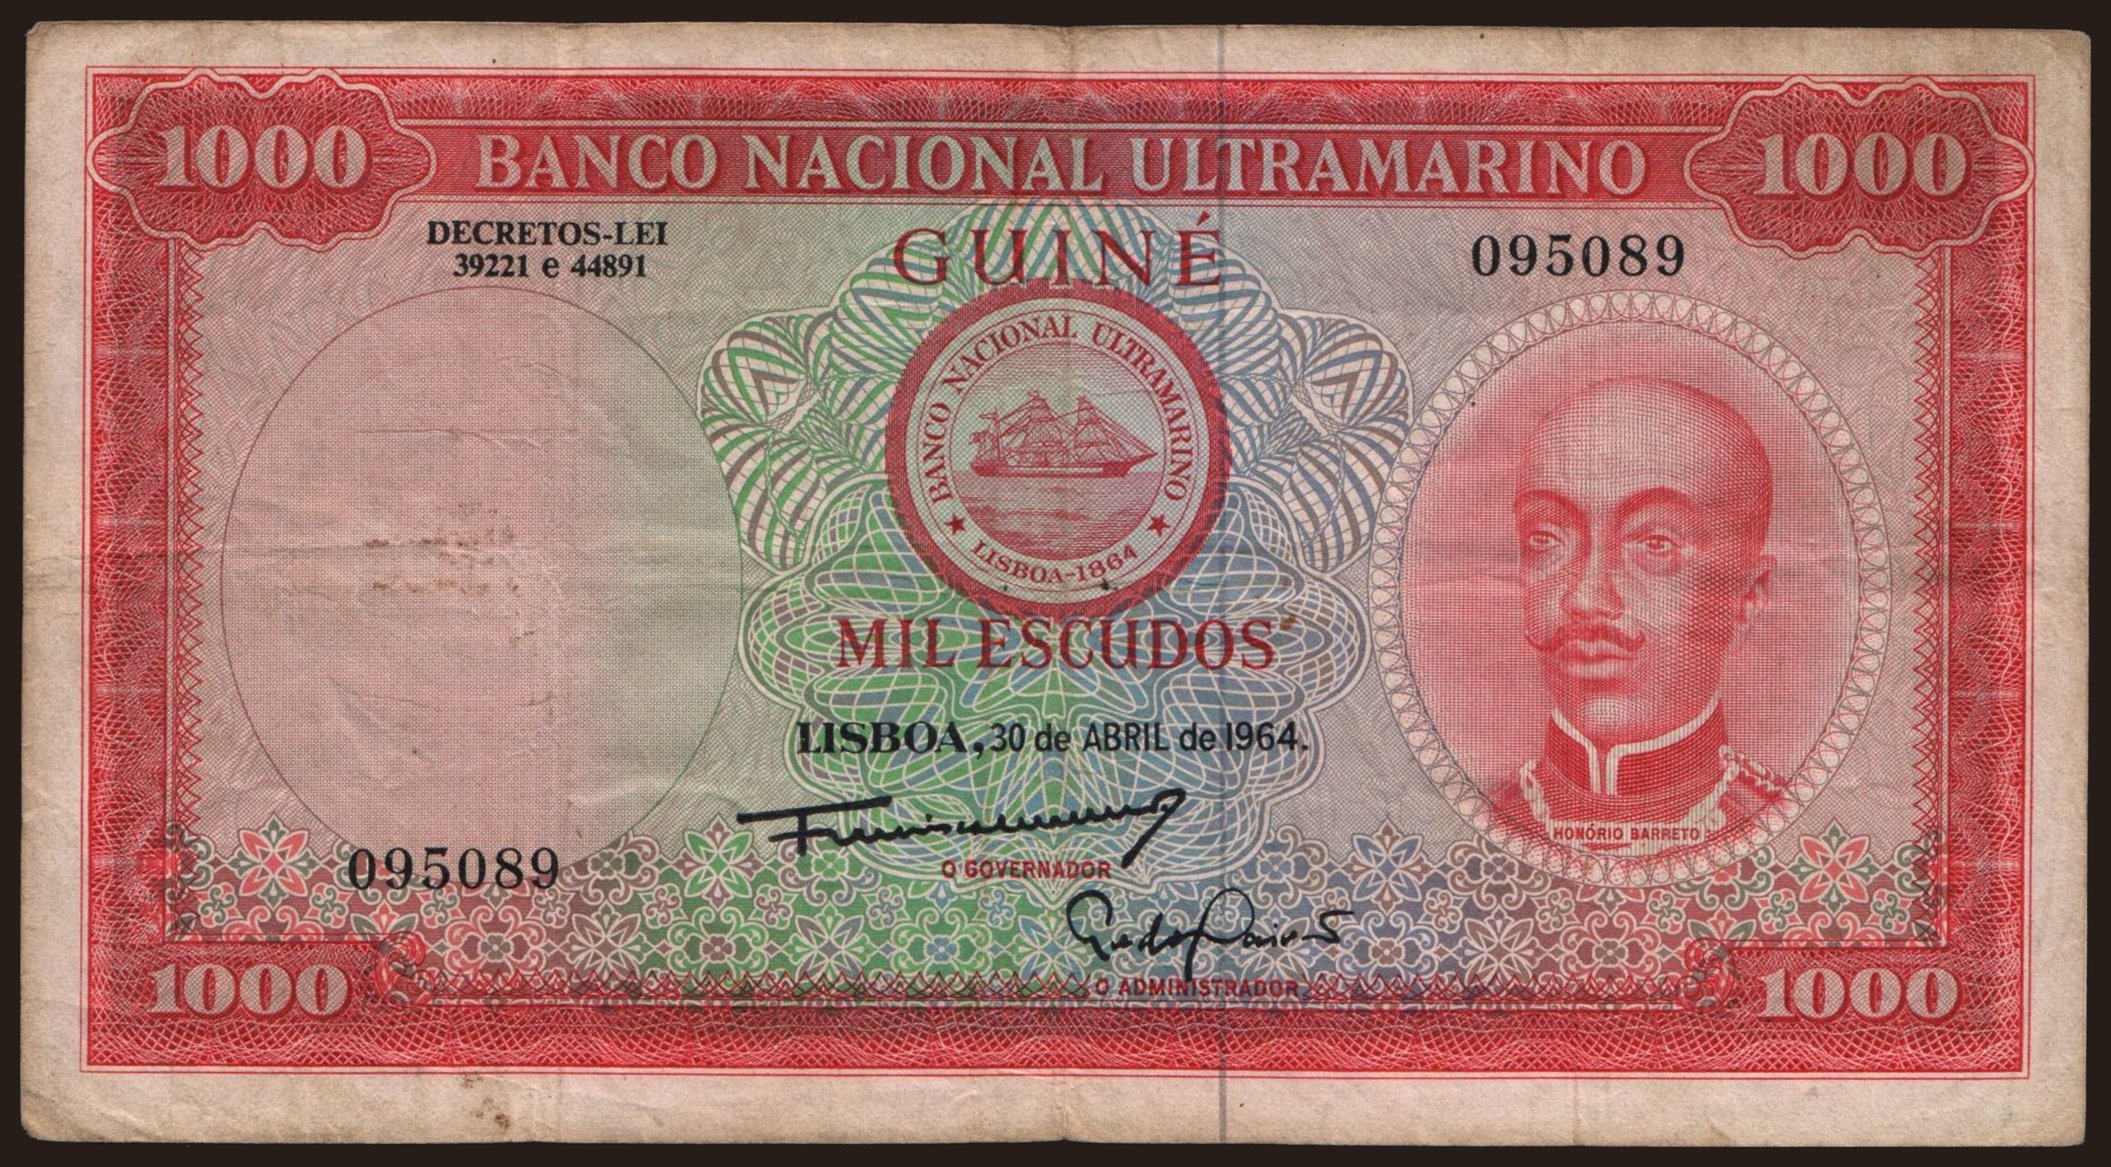 1000 BANCO NACIONAL ULTRAMARINO 1000
DECRETOS-LEI
39221 e 44891
GUINÉ
095089
BANCO NACIONAL ULTRAMARINO
LISBOA-1864
MIL ESCUDOS
LISBOA, 30 de ABRIL de 1964.
HONÓRIO BARRETO
095089
O GOVERNADOR
O ADMINISTRADOR
1000 1000